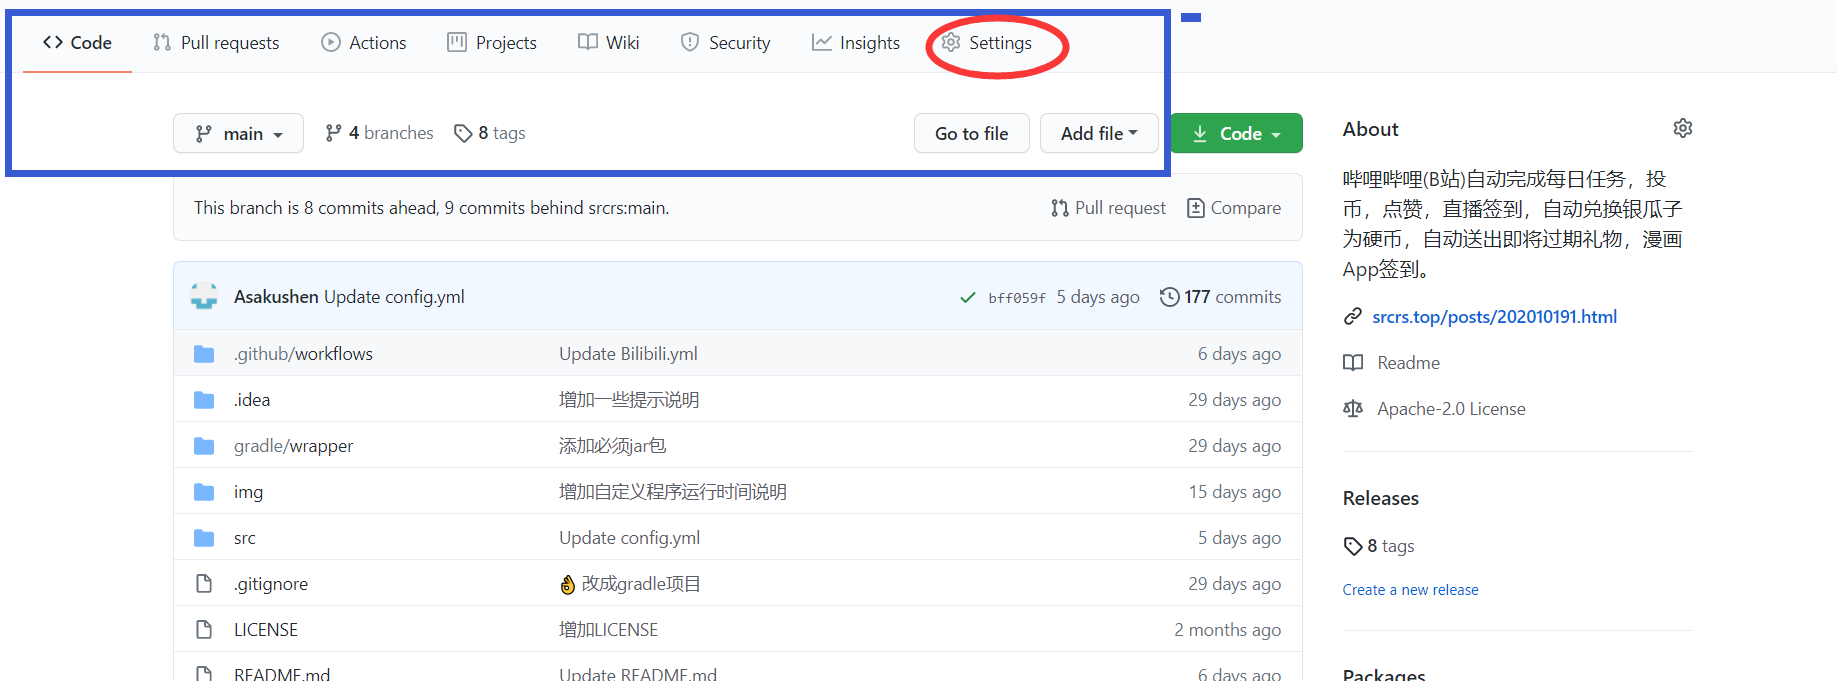 Code Pull requests Actions Projects Wiki Security Insights Settings
main 4 branches 8 tags Go to file Add file Code
This branch is 8 commits ahead, 9 commits behind srcrs:main. Pull request Compare
Asakushen Update config.yml bff059f 5 days ago 177 commits
.github/workflows Update Bilibili.yml 6 days ago
.idea 增加一些提示说明 29 days ago
gradle/wrapper 添加必须jar包 29 days ago
img 增加自定义程序运行时间说明 15 days ago
src Update config.yml 5 days ago
.gitignore 👌 改成gradle项目 29 days ago
LICENSE 增加LICENSE 2 months ago
README.md Update README.md 6 days ago
About
哔哩哔哩(B站)自动完成每日任务，投
币，点赞，直播签到，自动兑换银瓜子
为硬币，自动送出即将过期礼物，漫画
App签到。
srcrs.top/posts/202010191.html
Readme
Apache-2.0 License
Releases
8 tags
Create a new release
Packages